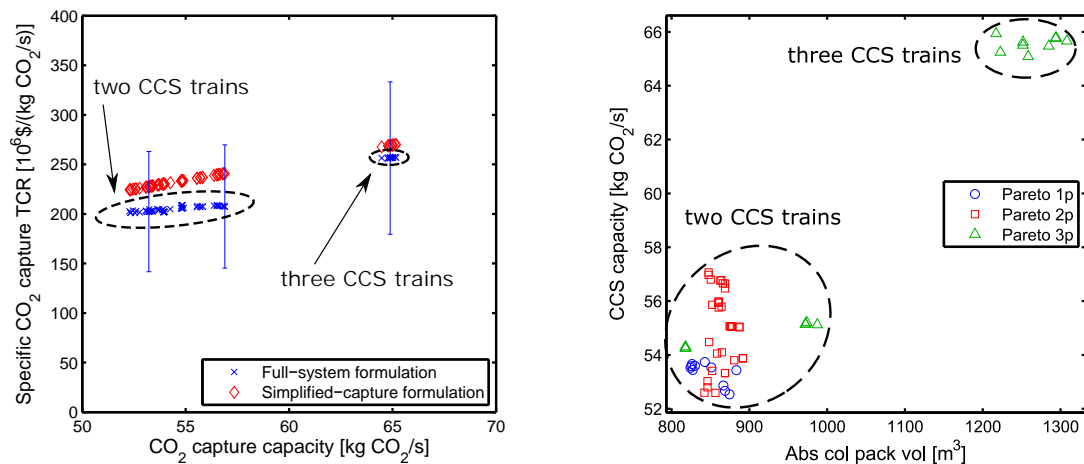 Specific CO2 capture TCR [10^6$/(kg CO2/s)]
400
350
300
250
200
150
100
50
0
two CCS trains
three CCS trains
Full−system formulation
Simplified−capture formulation
50
55
60
65
70
CO2 capture capacity [kg CO2/s]
CCS capacity [kg CO2/s]
66
64
62
60
58
56
54
52
three CCS trains
two CCS trains
Pareto 1p
Pareto 2p
Pareto 3p
800
900
1000
1100
1200
1300
Abs col pack vol [m^3]